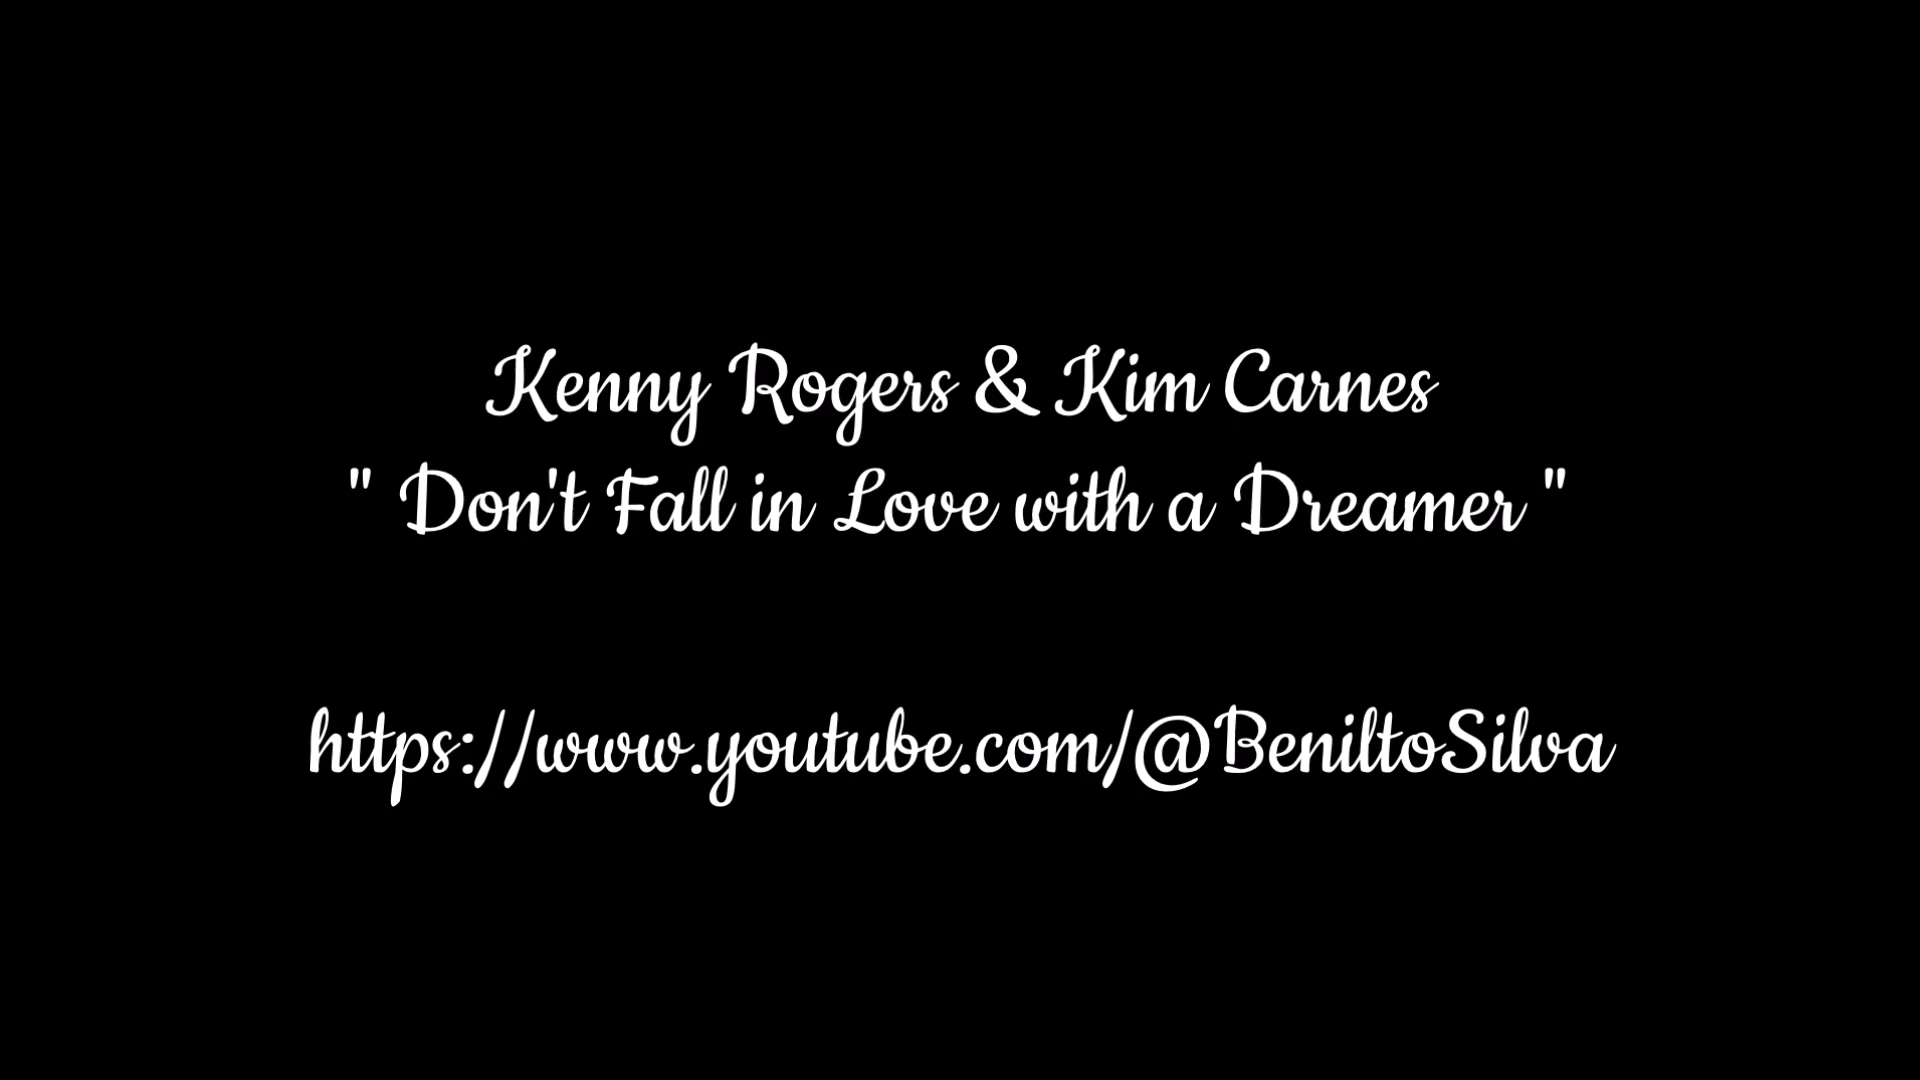 Kenny Rogers & Kim Carnes
" Don't Fall in Love with a Dreamer "
https://www.youtube.com/@BeniltoSilva